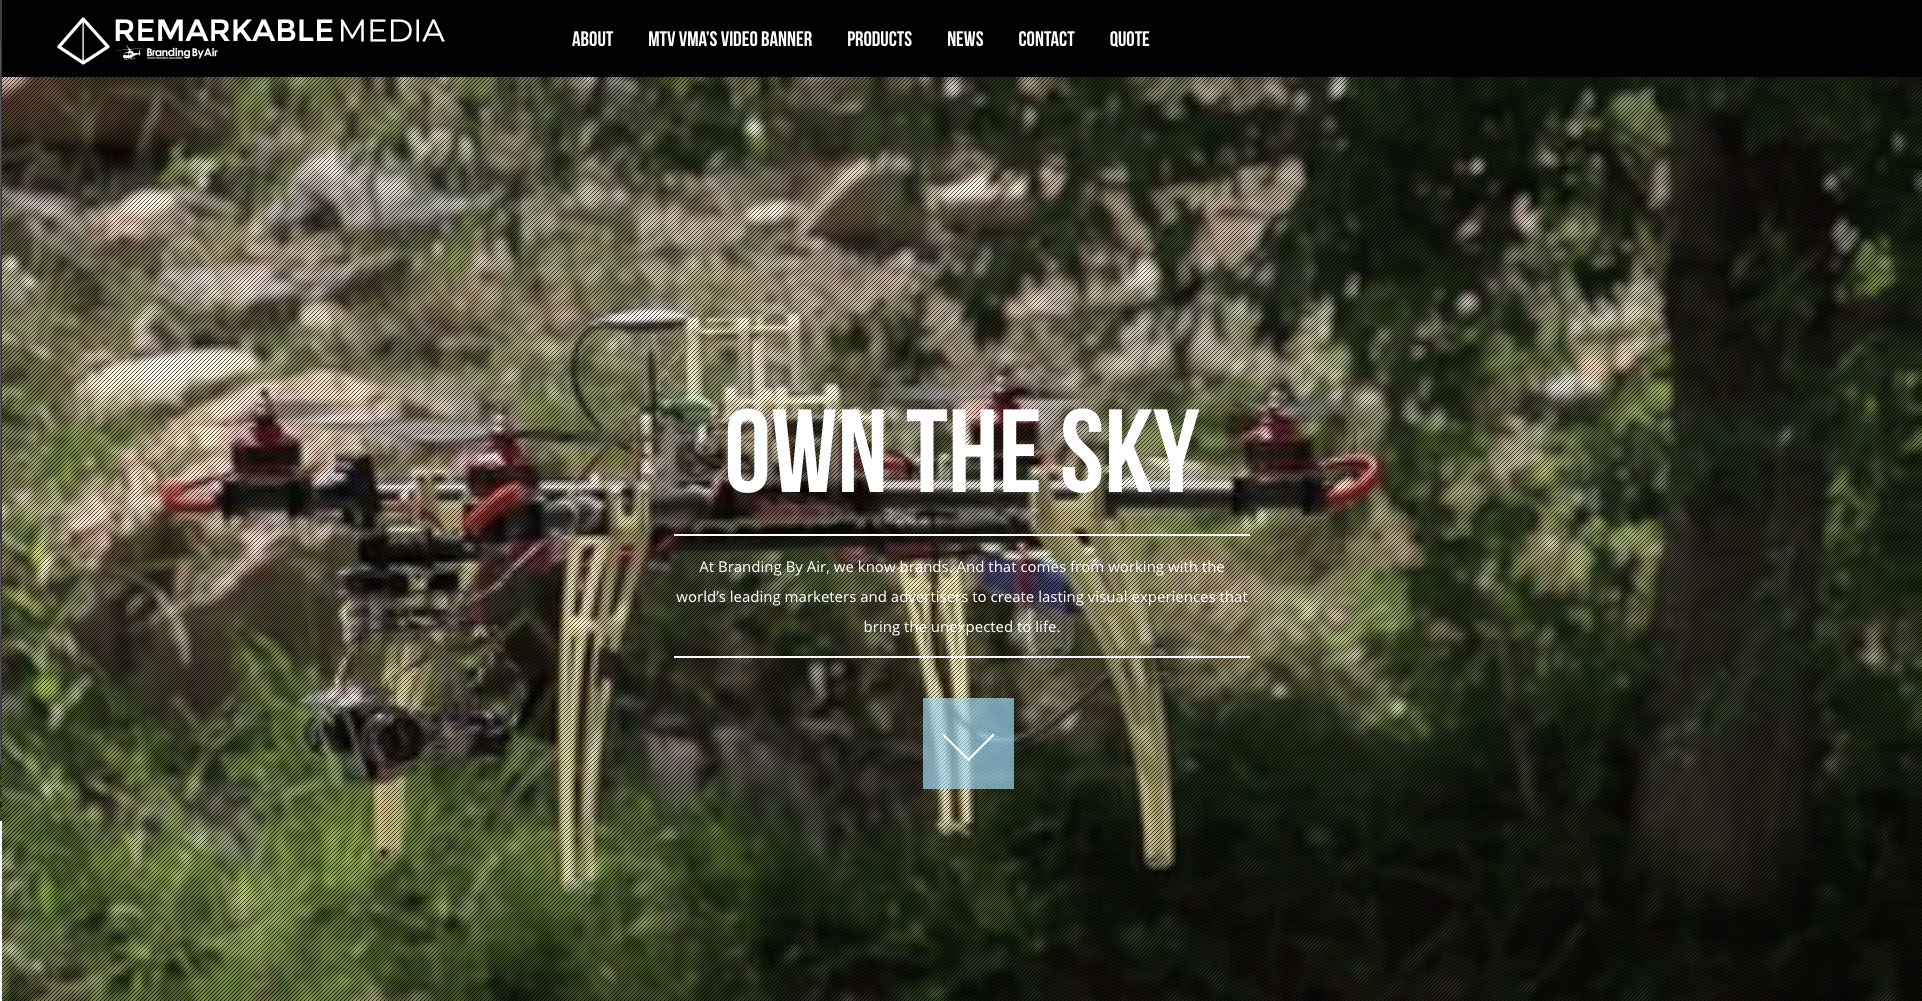 REMARKABLE MEDIA
Branding By Air
ABOUT
MTV VMA'S VIDEO BANNER
PRODUCTS
NEWS
CONTACT
QUOTE
OWN THE SKY
At Branding By Air, we know brands. And that comes from working with the
world's leading marketers and advertisers to create lasting visual experiences that
bring the unexpected to life.